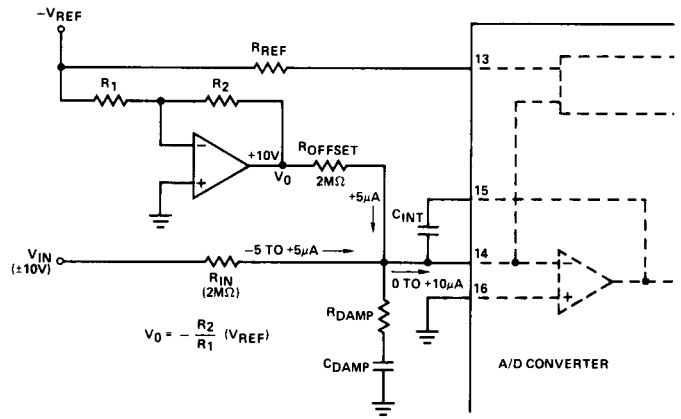 −VREF
RREF
13
R1
R2
−
+
+10V
V0
ROFFSET
2MΩ
+5μA
CINT
15
VIN
(±10V)
−5 TO +5μA
RIN
(2MΩ)
14
0 TO +10μA
16
−
+
RDAMP
V0 = − R2/R1 (VREF)
CDAMP
A/D CONVERTER